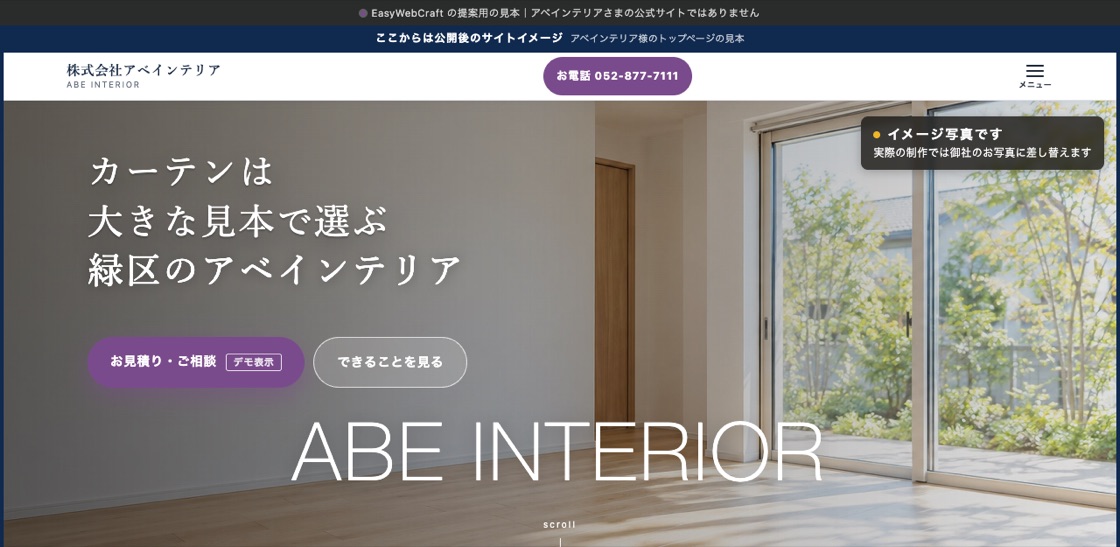 EasyWebCraft の提案用の見本｜アベインテリアさまの公式サイトではありません
ここからは公開後のサイトイメージ アベインテリア様のトップページの見本
株式会社アベインテリア
ABE INTERIOR
お電話 052-877-7111
メニュー
イメージ写真です
実際の制作では御社のお写真に差し替えます
カーテンは
大きな見本で選ぶ
緑区のアベインテリア
お見積り・ご相談 デモ表示
できることを見る
ABE INTERIOR
scroll